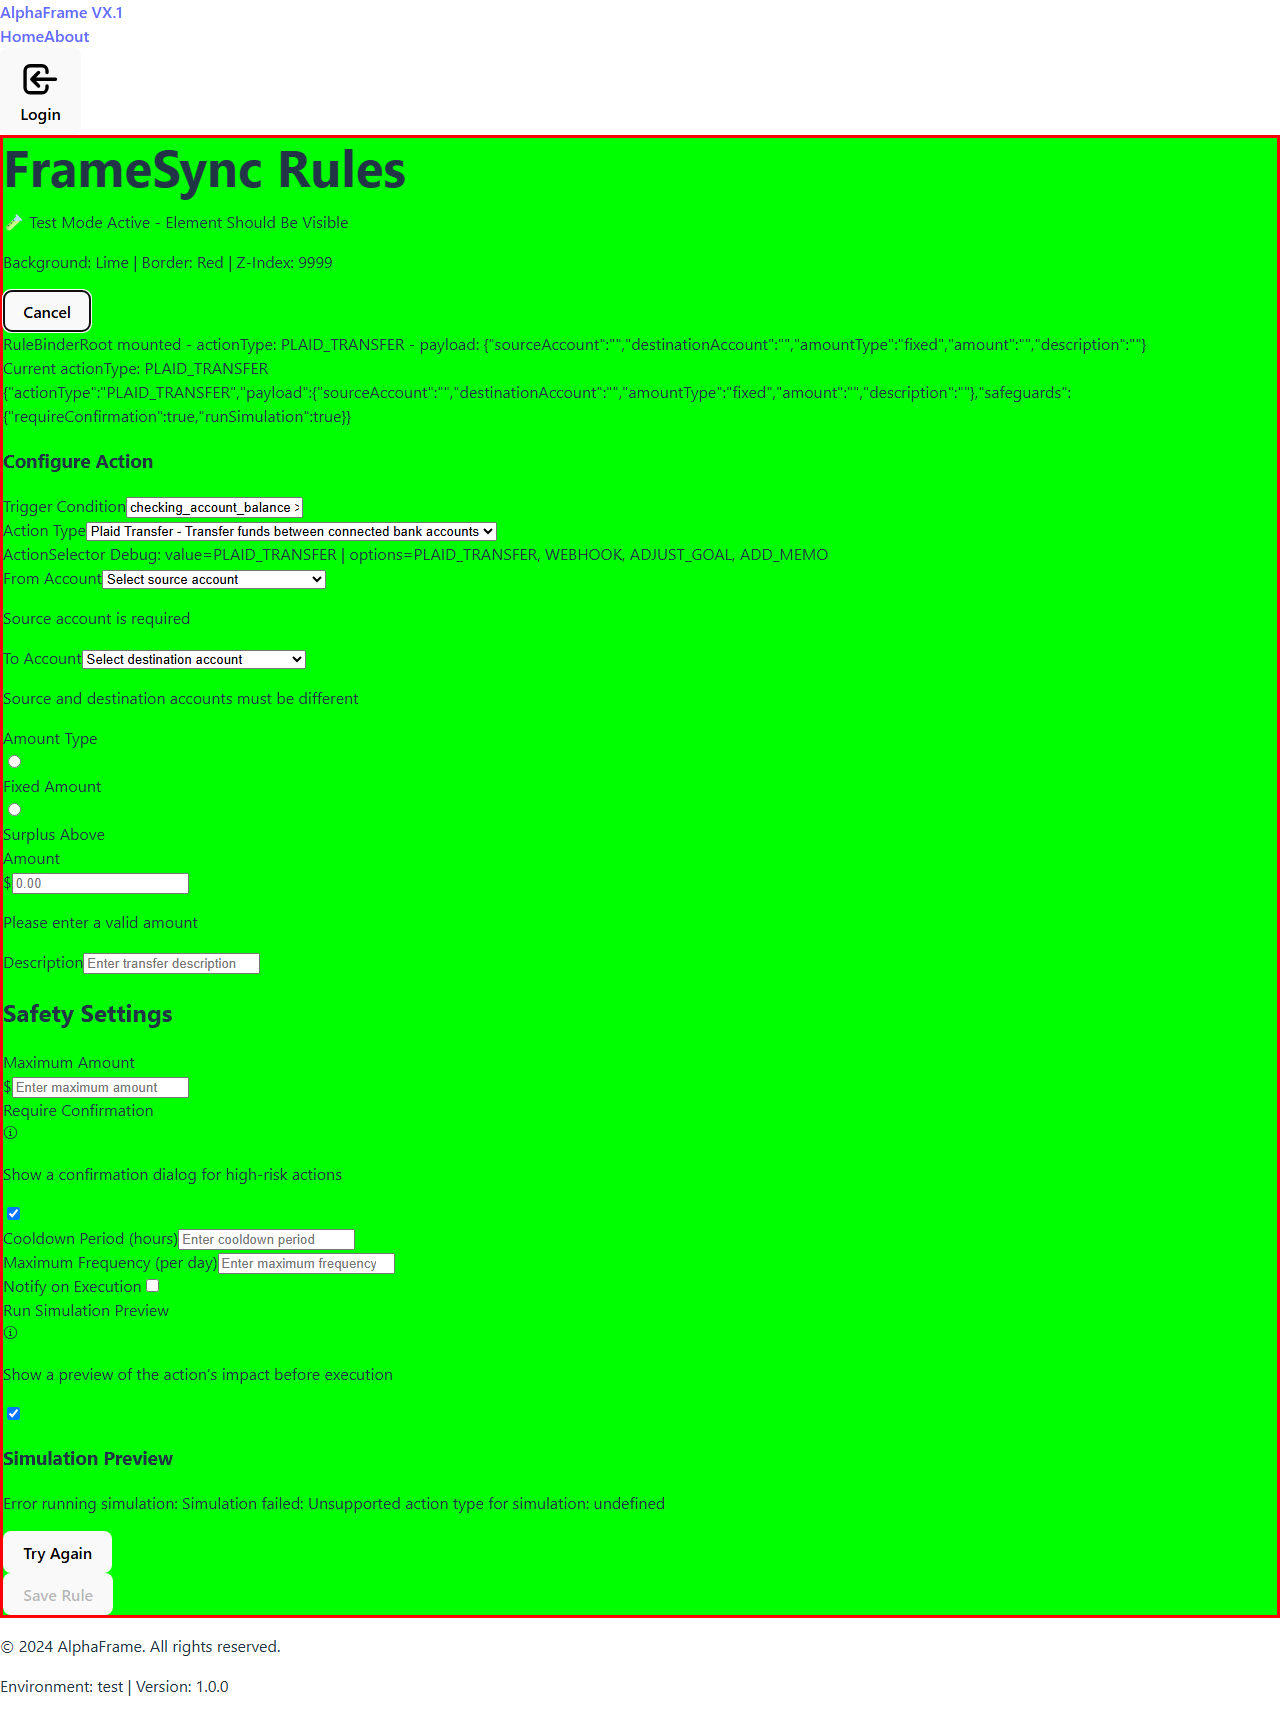 AlphaFrame VX.1
HomeAbout
Login
FrameSync Rules
🧪 Test Mode Active - Element Should Be Visible
Background: Lime | Border: Red | Z-Index: 9999
Cancel
RuleBinderRoot mounted - actionType: PLAID_TRANSFER - payload: {"sourceAccount":"","destinationAccount":"","amountType":"fixed","amount":"","description":""}
Current actionType: PLAID_TRANSFER
{"actionType":"PLAID_TRANSFER","payload":{"sourceAccount":"","destinationAccount":"","amountType":"fixed","amount":"","description":""},"safeguards":
{"requireConfirmation":true,"runSimulation":true}}
Configure Action
Trigger Condition checking_account_balance >
Action Type Plaid Transfer - Transfer funds between connected bank accounts
ActionSelector Debug: value=PLAID_TRANSFER | options=PLAID_TRANSFER, WEBHOOK, ADJUST_GOAL, ADD_MEMO
From Account Select source account
Source account is required
To Account Select destination account
Source and destination accounts must be different
Amount Type
Fixed Amount
Surplus Above
Amount
$ 0.00
Please enter a valid amount
Description Enter transfer description
Safety Settings
Maximum Amount
$ Enter maximum amount
Require Confirmation
Show a confirmation dialog for high-risk actions
Cooldown Period (hours) Enter cooldown period
Maximum Frequency (per day) Enter maximum frequency
Notify on Execution
Run Simulation Preview
Show a preview of the action's impact before execution
Simulation Preview
Error running simulation: Simulation failed: Unsupported action type for simulation: undefined
Try Again
Save Rule
© 2024 AlphaFrame. All rights reserved.
Environment: test | Version: 1.0.0